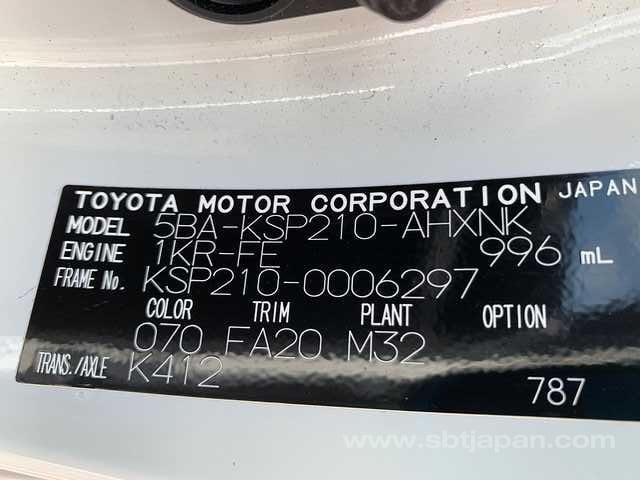 TOYOTA MOTOR CORPORATION JAPAN
MODEL 5BA-KSP210-AHXNK
ENGINE 1KR-FE 996 mL
FRAME No. KSP210-0006297
COLOR TRIM PLANT OPTION
070 FA20 M32
TRANS./AXLE K412
787
www.sbtjapan.com